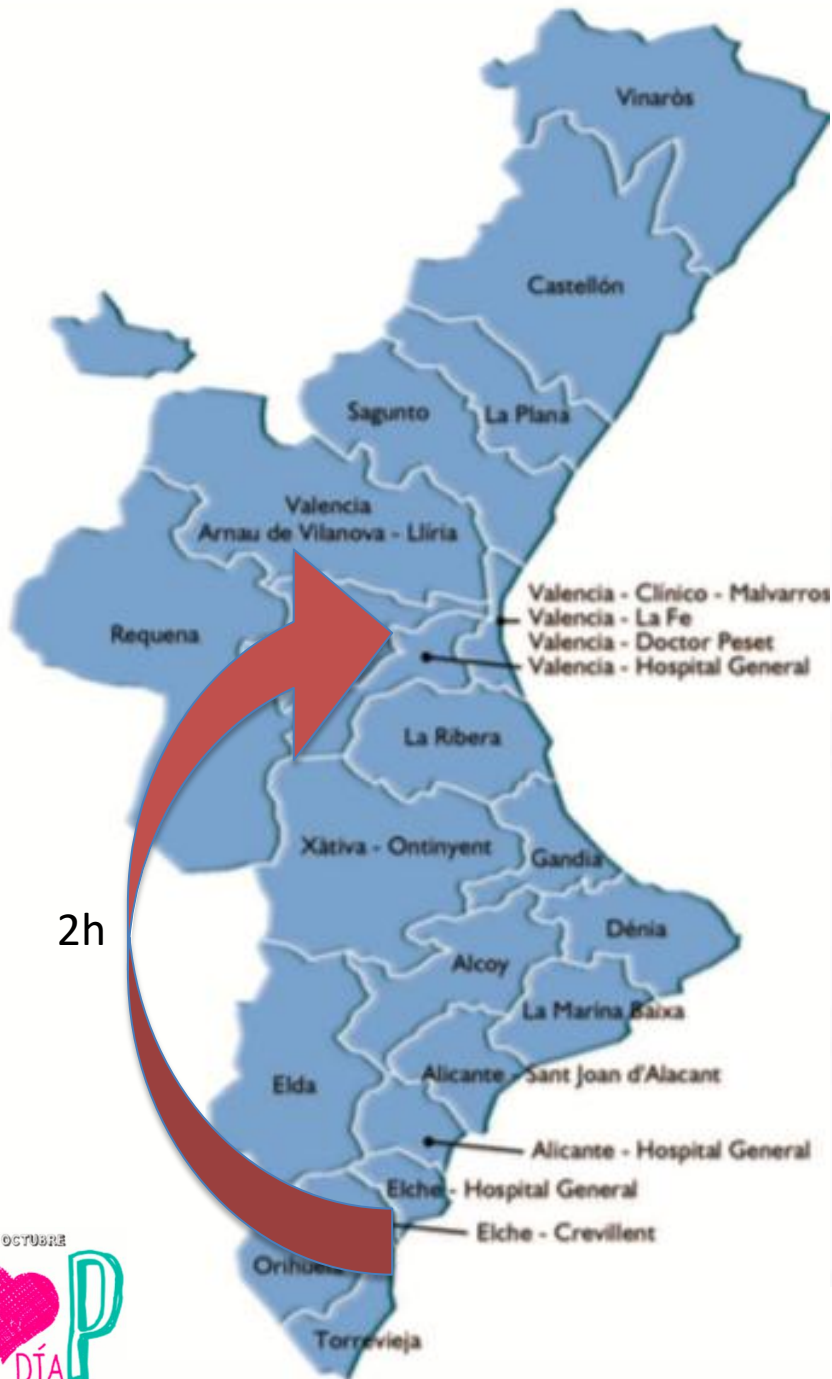 Vinaròs
Castellón
Sagunto
La Plana
Valencia
Arnau de Vilanova - Llíria
Valencia - Clínico - Malvarros
Requena
Valencia - La Fe
Valencia - Doctor Peset
Valencia - Hospital General
La Ribera
Xàtiva - Ontinyent
Gandia
2h
Dénia
Alcoy
La Marina Baixa
Alicante - Sant Joan d'Alacant
Elda
Alicante - Hospital General
Elche - Hospital General
Elche - Crevillent
OCTUBRE
Orihuela
P
DÍA
Torrevieja